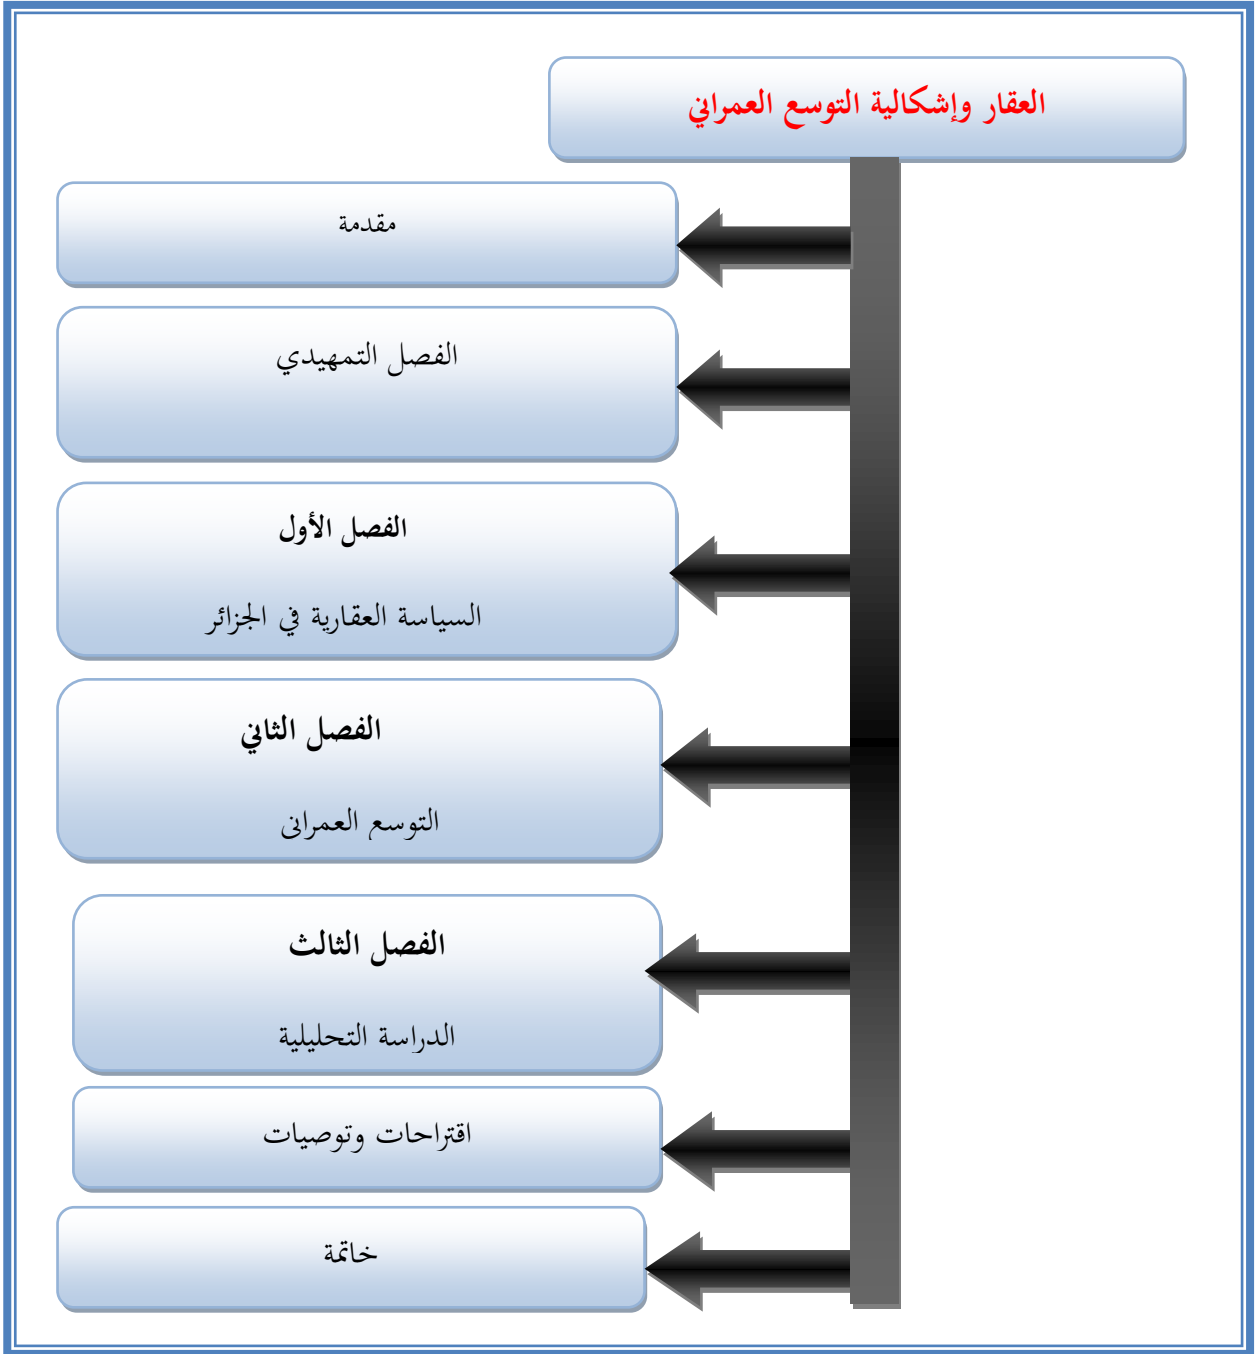 العقار وإشكالية التوسع العمراني
مقدمة
الفصل التمهيدي
الفصل الأول
السياسة العقارية في الجزائر
الفصل الثاني
التوسع العمرانى
الفصل الثالث
الدراسة التحليلية
اقتراحات وتوصيات
خاتمة